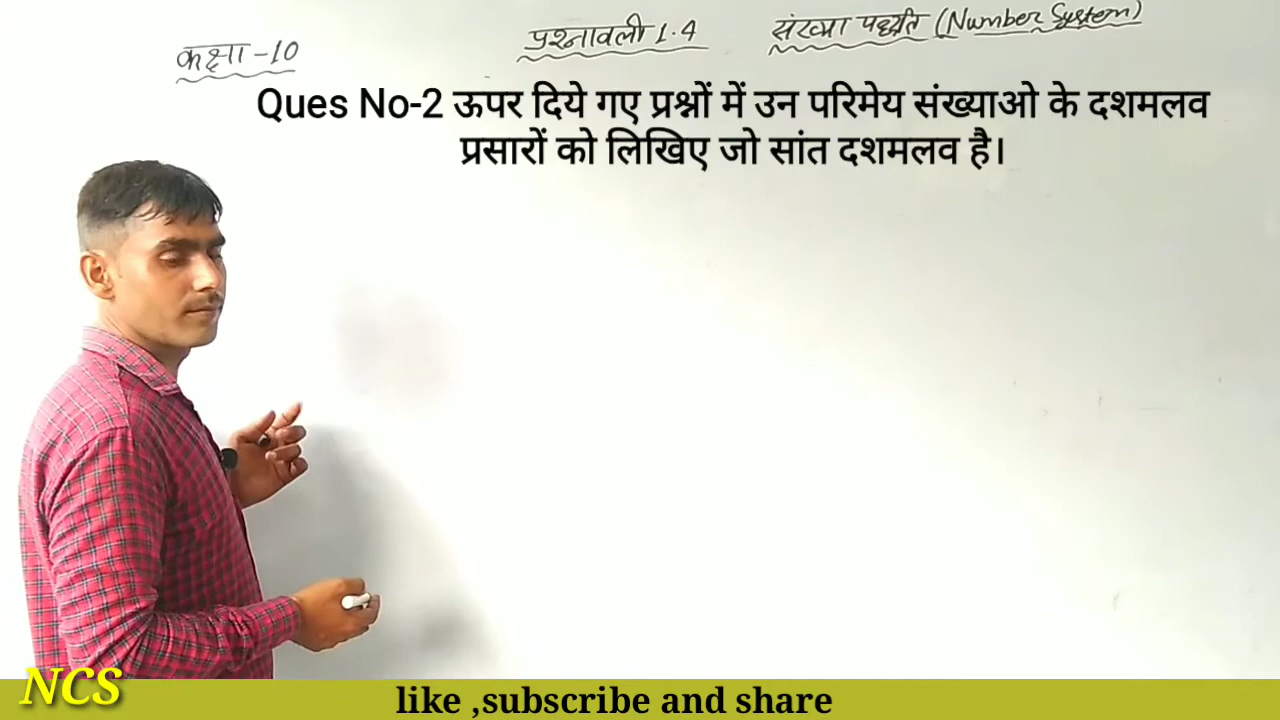 कक्षा-10
प्रश्नावली 1.4
संख्या पद्धति (Number System)
Ques No-2 ऊपर दिये गए प्रश्नों में उन परिमेय संख्याओ के दशमलव
प्रसारों को लिखिए जो सांत दशमलव है।
NCS
like ,subscribe and share